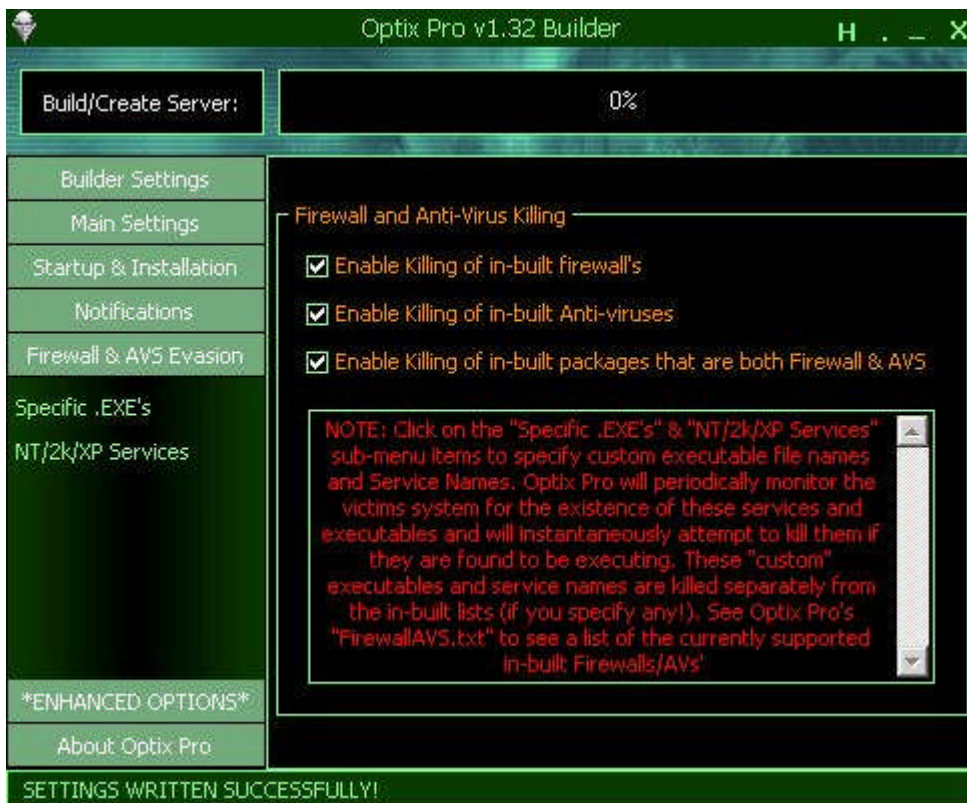 Optix Pro v1.32 Builder
H . _ X
Build/Create Server:
0%
Builder Settings
Main Settings
Startup & Installation
Notifications
Firewall & AVS Evasion
Specific .EXE's
NT/2k/XP Services
*ENHANCED OPTIONS*
About Optix Pro
Firewall and Anti-Virus Killing
Enable Killing of in-built firewall's
Enable Killing of in-built Anti-viruses
Enable Killing of in-built packages that are both Firewall & AVS
NOTE: Click on the "Specific .EXE's" & "NT/2k/XP Services"
sub-menu items to specify custom executable file names
and Service Names. Optix Pro will periodically monitor the
victims system for the existence of these services and
executables and will instantaneously attempt to kill them if
they are found to be executing. These "custom"
executables and service names are killed separately from
the in-built lists (if you specify any!). See Optix Pro's
"FirewallAVS.txt" to see a list of the currently supported
in-built Firewalls/AVs'
SETTINGS WRITTEN SUCCESSFULLY!